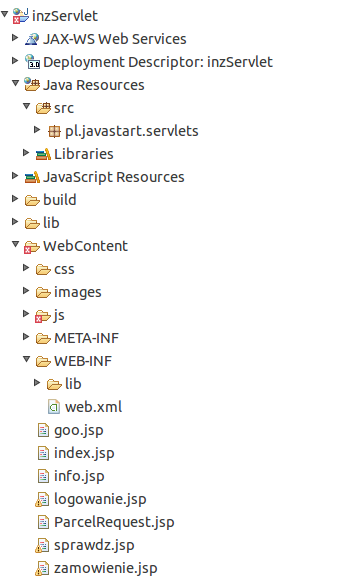 inzServlet
JAX-WS Web Services
3.0 Deployment Descriptor: inzServlet
Java Resources
src
pl.javastart.servlets
Libraries
JavaScript Resources
build
lib
WebContent
css
images
js
META-INF
WEB-INF
lib
web.xml
goo.jsp
index.jsp
info.jsp
logowanie.jsp
ParcelRequest.jsp
sprawdz.jsp
zamowienie.jsp